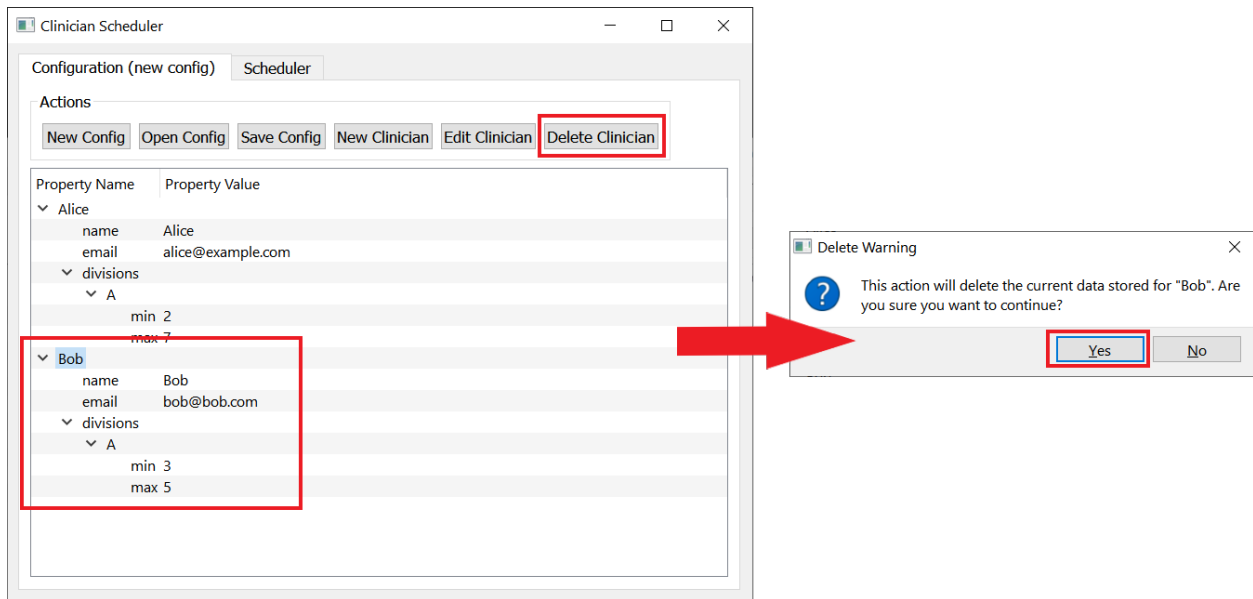 Clinician Scheduler
Configuration (new config) Scheduler
Actions
New Config Open Config Save Config New Clinician Edit Clinician Delete Clinician
Property Name Property Value
Alice
name Alice
email alice@example.com
divisions
A
min 2
max 7
Bob
name Bob
email bob@bob.com
divisions
A
min 3
max 5
Delete Warning
This action will delete the current data stored for "Bob". Are
you sure you want to continue?
Yes No